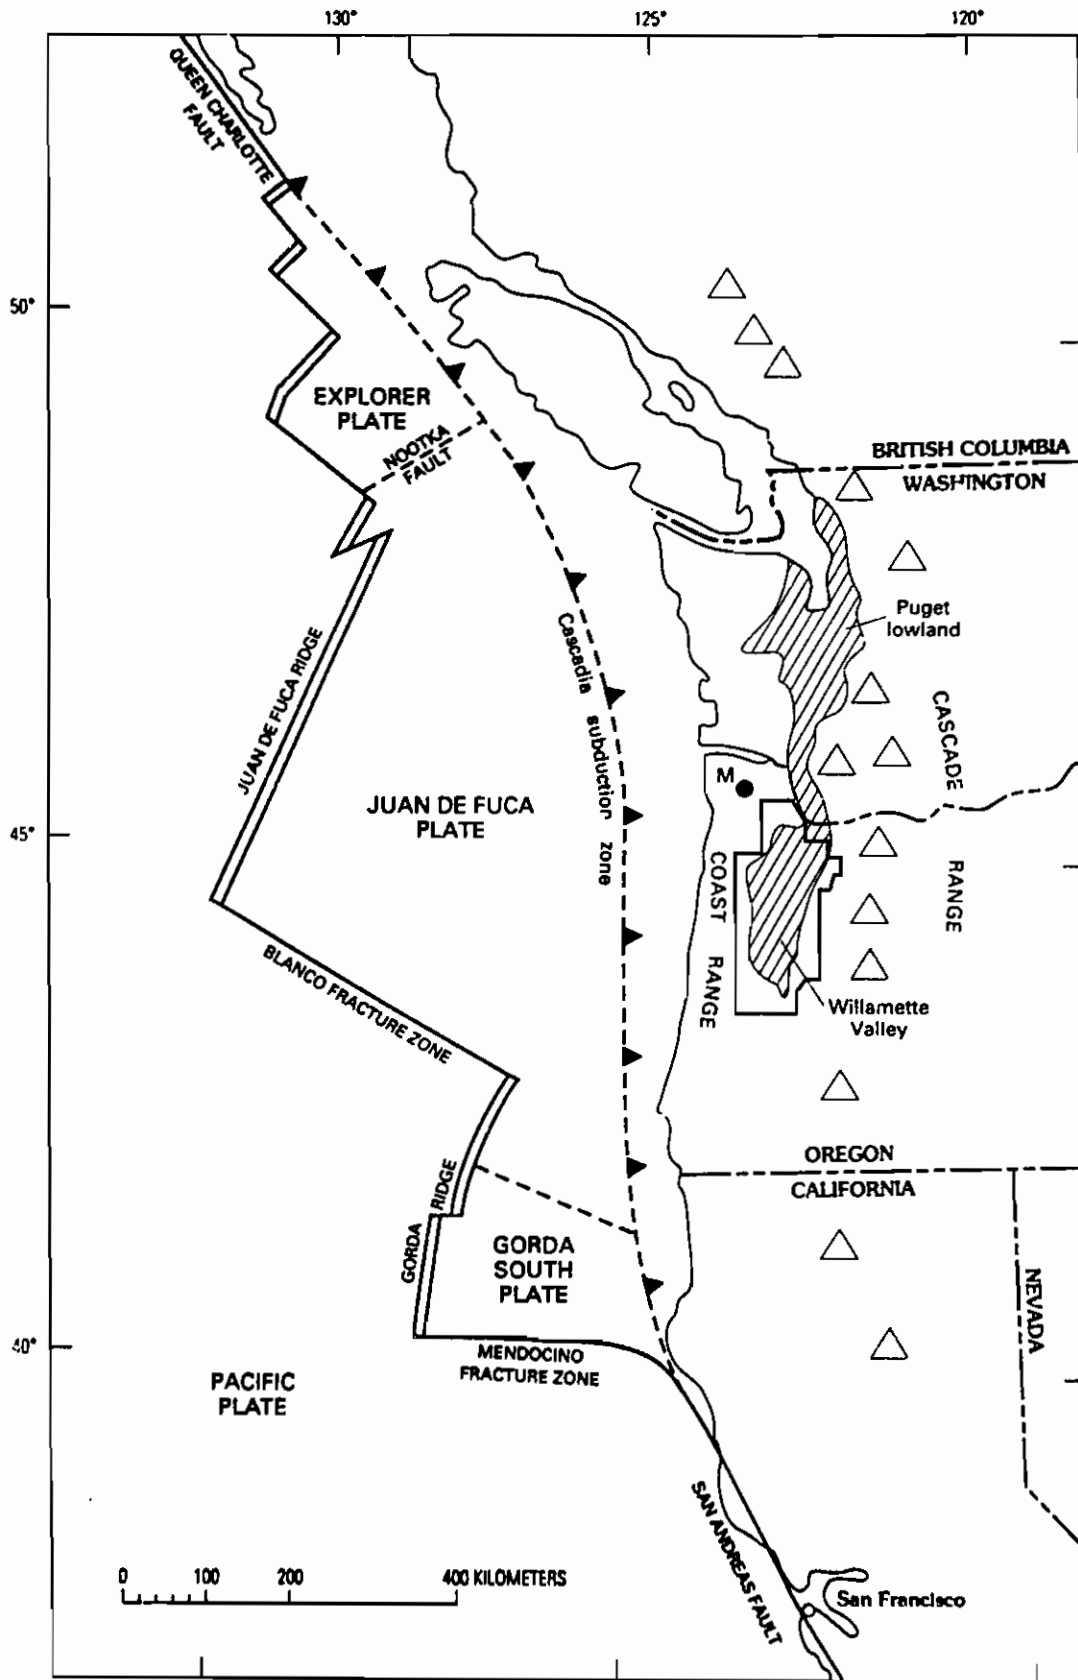 130°
125°
120°
QUEEN CHARLOTTE
FAULT
50°
EXPLORER
PLATE
NOOTKA
FAULT
BRITISH COLUMBIA
WASHINGTON
Puget
lowland
JUAN DE FUCA RIDGE
Cascadia subduction zone
CASCADE
RANGE
M
JUAN DE FUCA
PLATE
45°
COAST
RANGE
BLANCO FRACTURE ZONE
Willamette
Valley
OREGON
CALIFORNIA
GORDA
RIDGE
GORDA
SOUTH
PLATE
NEVADA
40°
MENDOCINO
FRACTURE ZONE
PACIFIC
PLATE
SAN ANDREAS FAULT
0 100 200 400 KILOMETERS
San Francisco